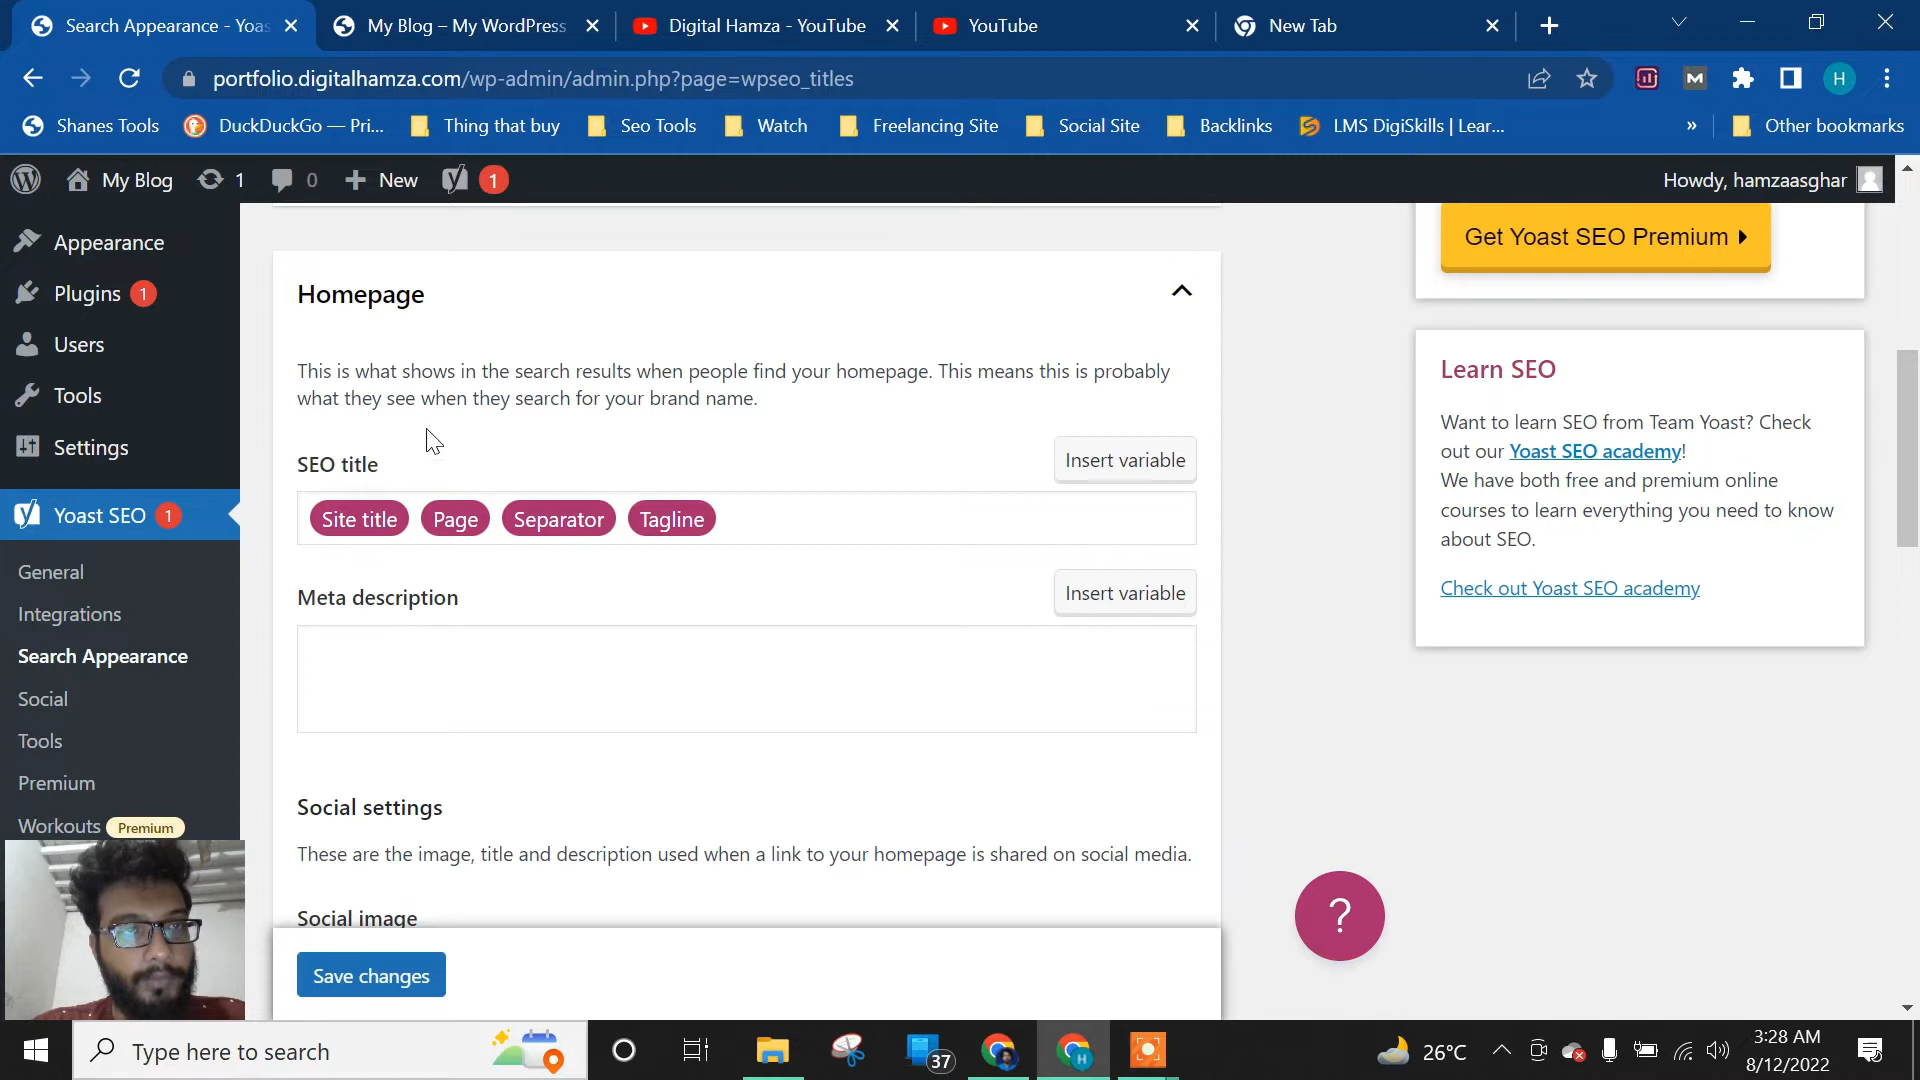 Search Appearance - Yoas
My Blog – My WordPress
Digital Hamza - YouTube
YouTube
New Tab
portfolio.digitalhamza.com/wp-admin/admin.php?page=wpseo_titles
H
Shanes Tools
DuckDuckGo — Pri...
Thing that buy
Seo Tools
Watch
Freelancing Site
Social Site
Backlinks
LMS DigiSkills | Lear...
»
Other bookmarks
My Blog
1
0
New
1
Howdy, hamzaasghar
Appearance
Plugins 1
Users
Tools
Settings
Yoast SEO 1
General
Integrations
Search Appearance
Social
Tools
Premium
Workouts Premium
Homepage
This is what shows in the search results when people find your homepage. This means this is probably
what they see when they search for your brand name.
SEO title
Insert variable
Site title Page Separator Tagline
Meta description
Insert variable
Social settings
These are the image, title and description used when a link to your homepage is shared on social media.
Social image
Save changes
Get Yoast SEO Premium
Learn SEO
Want to learn SEO from Team Yoast? Check
out our Yoast SEO academy!
We have both free and premium online
courses to learn everything you need to know
about SEO.
Check out Yoast SEO academy
?
Type here to search
37
H
26°C
3:28 AM
8/12/2022